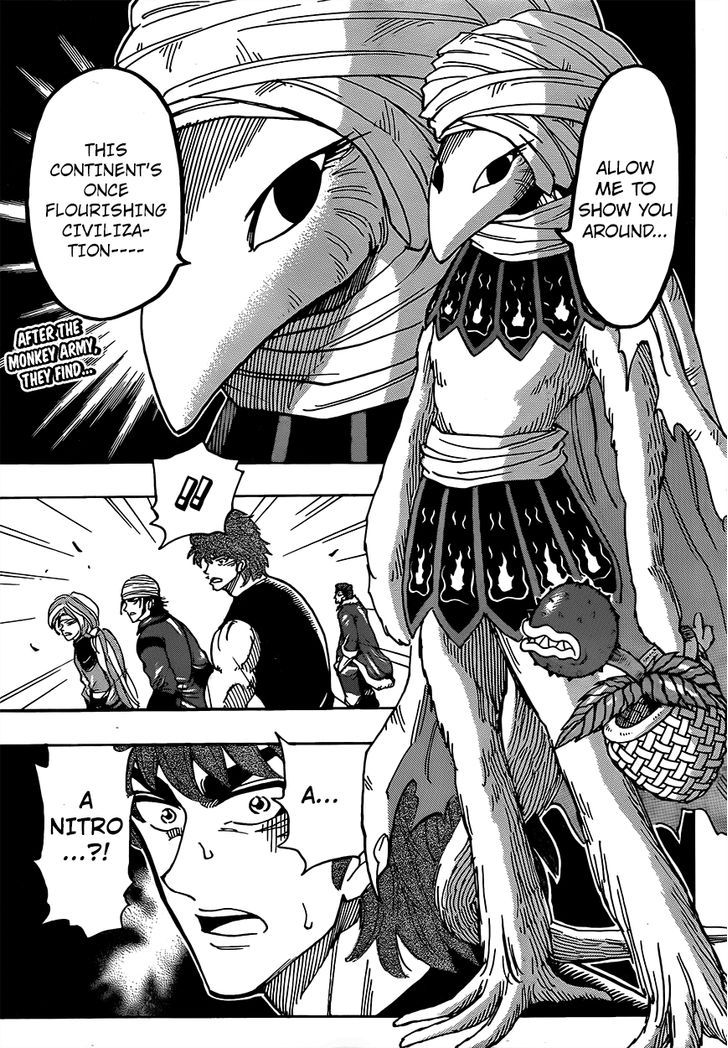 ALLOW
ME TO
SHOW YOU
AROUND...
THIS
CONTINENT'S
ONCE
FLOURISHING
CIVILIZA-
TION----
AFTER THE
MONKEY ARMY,
THEY FIND...
!!
A...
A
NITRO
...?!